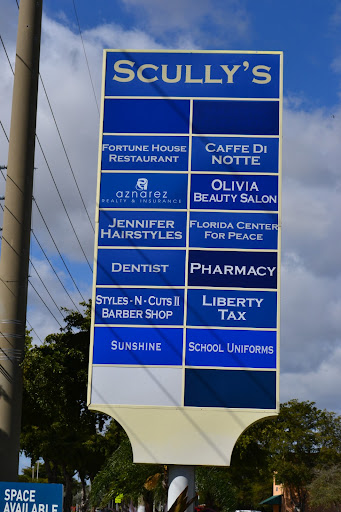 SCULLY'S
FORTUNE HOUSE
RESTAURANT
CAFFE DI
NOTTE
aznarez
REALTY & INSURANCE
OLIVIA
BEAUTY SALON
JENNIFER
HAIRSTYLES
FLORIDA CENTER
FOR PEACE
DENTIST
PHARMACY
STYLES - N - CUTS II
BARBER SHOP
LIBERTY
TAX
SUNSHINE
SCHOOL UNIFORMS
SPACE
AVAILABLE